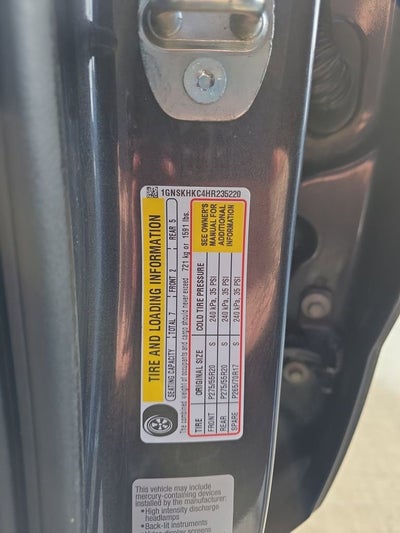 1GNSKHKC4HR235220
TIRE AND LOADING INFORMATION
SEATING CAPACITY TOTAL 7 FRONT 2 REAR 5
The combined weight of occupants and cargo should never exceed 721 kg or 1591 lbs.
TIRE ORIGINAL SIZE COLD TIRE PRESSURE
FRONT P275/55R20 S 240 kPa, 35 PSI
REAR P275/55R20 S 240 kPa, 35 PSI
SPARE P265/70R17 S 240 kPa, 35 PSI
SEE OWNER'S
MANUAL FOR
ADDITIONAL
INFORMATION
This vehicle may include
mercury-containing devices
installed by the manufacturer:
• High intensity discharge
headlamps
• Back-lit instruments